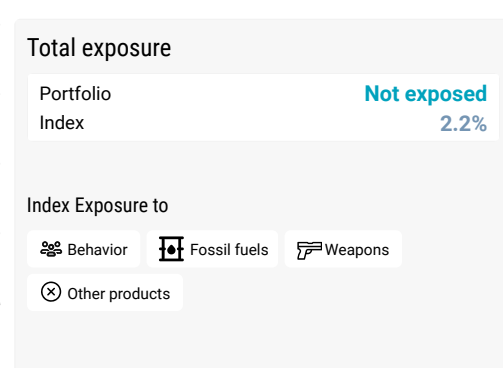 Total exposure
Portfolio Not exposed
Index 2.2%
Index Exposure to
Behavior Fossil fuels Weapons
Other products